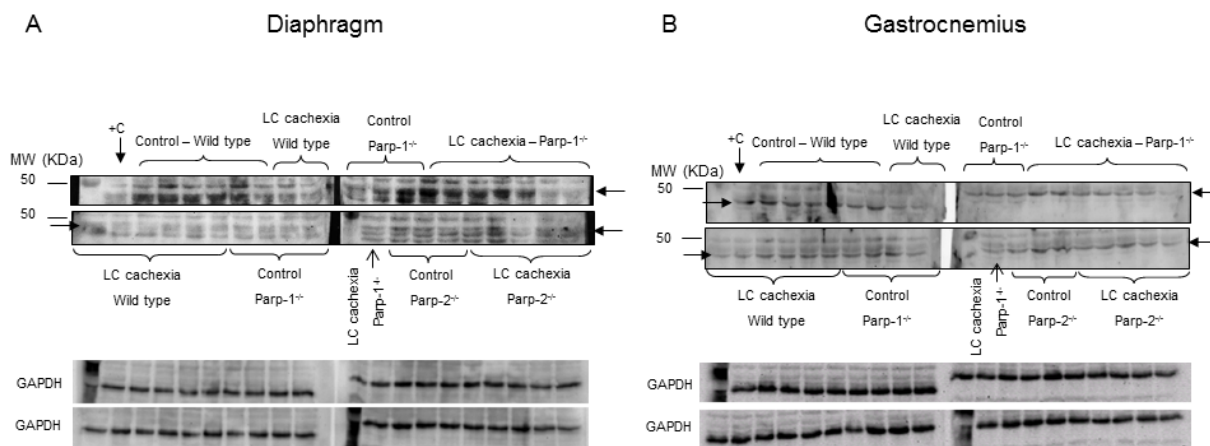 A
Diaphragm
+C
Control – Wild type
LC cachexia
Wild type
Control
Parp-1⁻/⁻
LC cachexia – Parp-1⁻/⁻
MW (KDa)
50
50
LC cachexia
Wild type
Control
Parp-1⁻/⁻
LC cachexia
Parp-1⁻/⁻
Control
Parp-2⁻/⁻
LC cachexia
Parp-2⁻/⁻
GAPDH
GAPDH
B
Gastrocnemius
+C
Control – Wild type
LC cachexia
Wild type
Control
Parp-1⁻/⁻
LC cachexia – Parp-1⁻/⁻
MW (KDa)
50
50
LC cachexia
Wild type
Control
Parp-1⁻/⁻
LC cachexia
Parp-1⁻/⁻
Control
Parp-2⁻/⁻
LC cachexia
Parp-2⁻/⁻
GAPDH
GAPDH